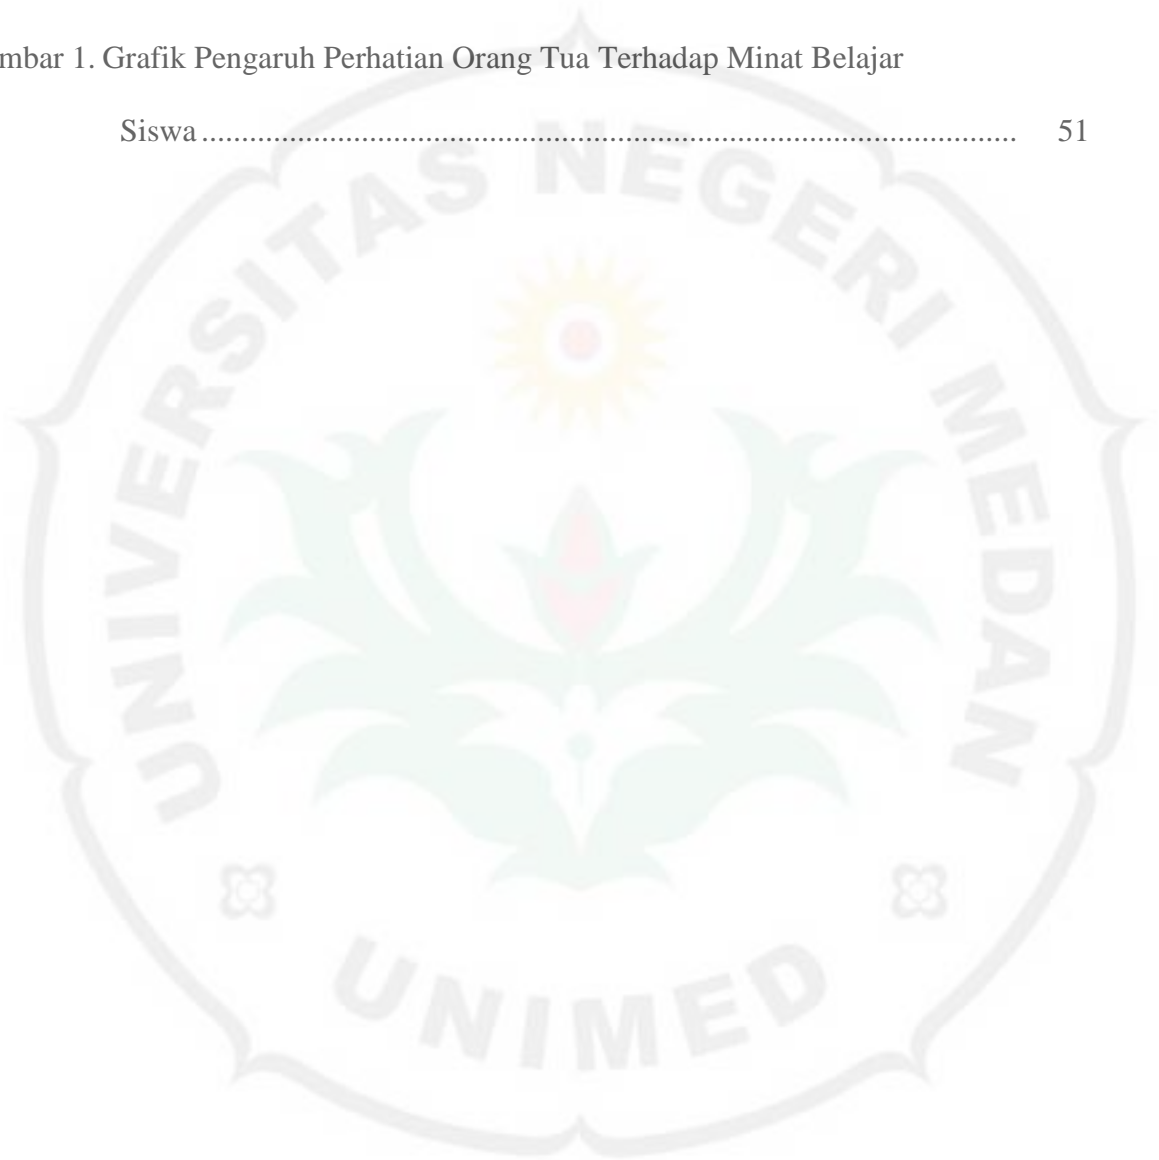 mbar 1. Grafik Pengaruh Perhatian Orang Tua Terhadap Minat Belajar
Siswa ...................................................................................................... 51
UNIVERSITAS NEGERI MEDAN
UNIMED